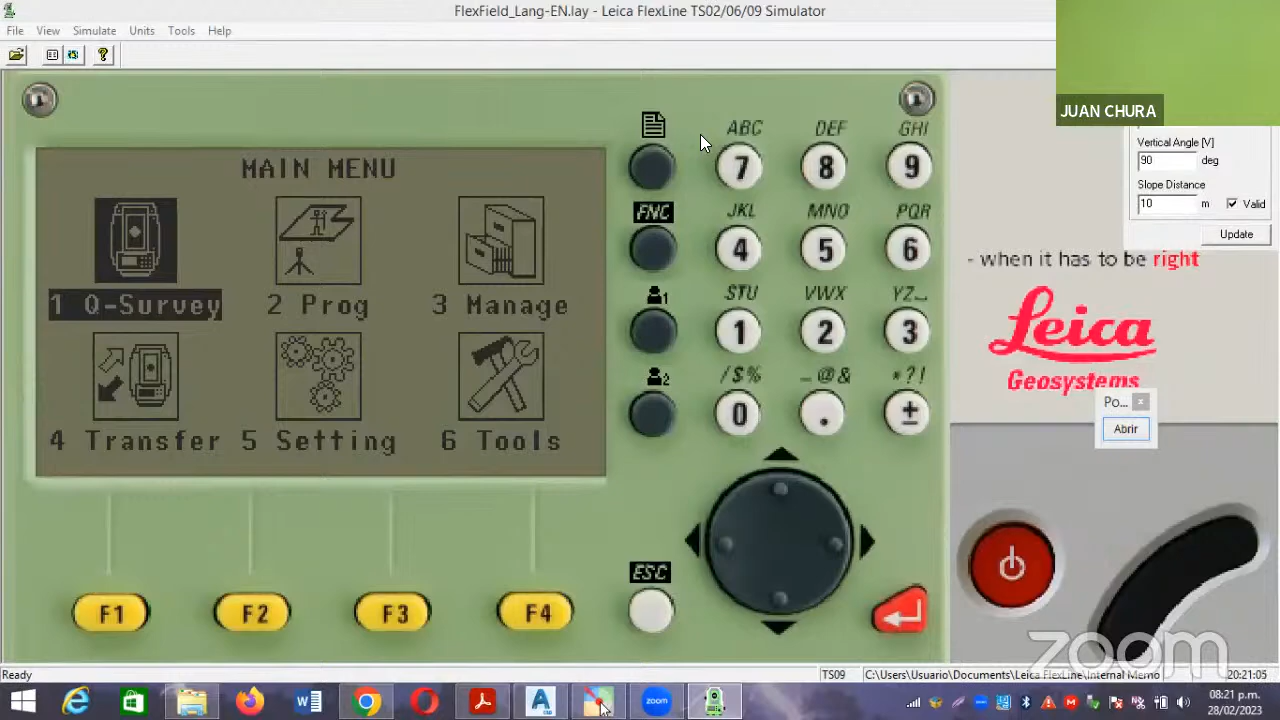 FlexField_Lang-EN.lay - Leica FlexLine TS02/06/09 Simulator
File View Simulate Units Tools Help
JUAN CHURA
Vertical Angle [V]
90 deg
Slope Distance
10 m Valid
Update
- when it has to be right
Leica
Geosystems
Po... x
Abrir
MAIN MENU
1 Q-Survey 2 Prog 3 Manage
4 Transfer 5 Setting 6 Tools
ABC DEF GHI
7 8 9
FNC JKL MNO PQR
4 5 6
1 STU VWX YZ
1 2 3
2 /$% _@& *?!
0 . ±
ESC
F1 F2 F3 F4
zoom
Ready TS09 C:\Users\Usuario\Documents\Leica FlexLine\Internal Memo 20:21:05
zoom
08:21 p.m.
28/02/2023